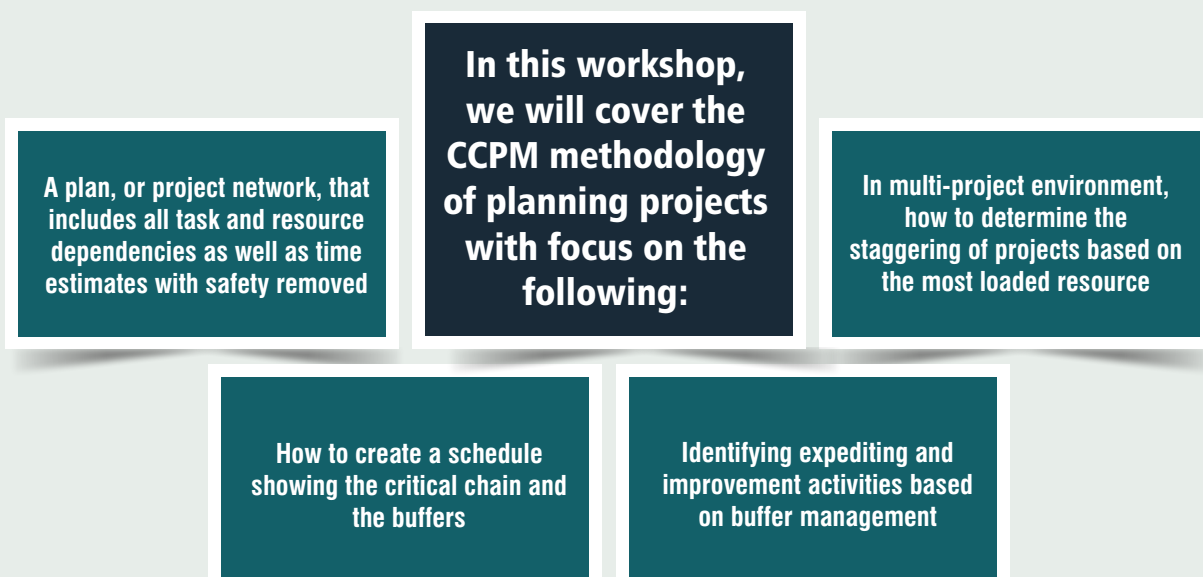 In this workshop,
we will cover the
CCPM methodology
of planning projects
with focus on the
following:
A plan, or project network, that
includes all task and resource
dependencies as well as time
estimates with safety removed
In multi-project environment,
how to determine the
staggering of projects based on
the most loaded resource
How to create a schedule
showing the critical chain and
the buffers
Identifying expediting and
improvement activities based
on buffer management